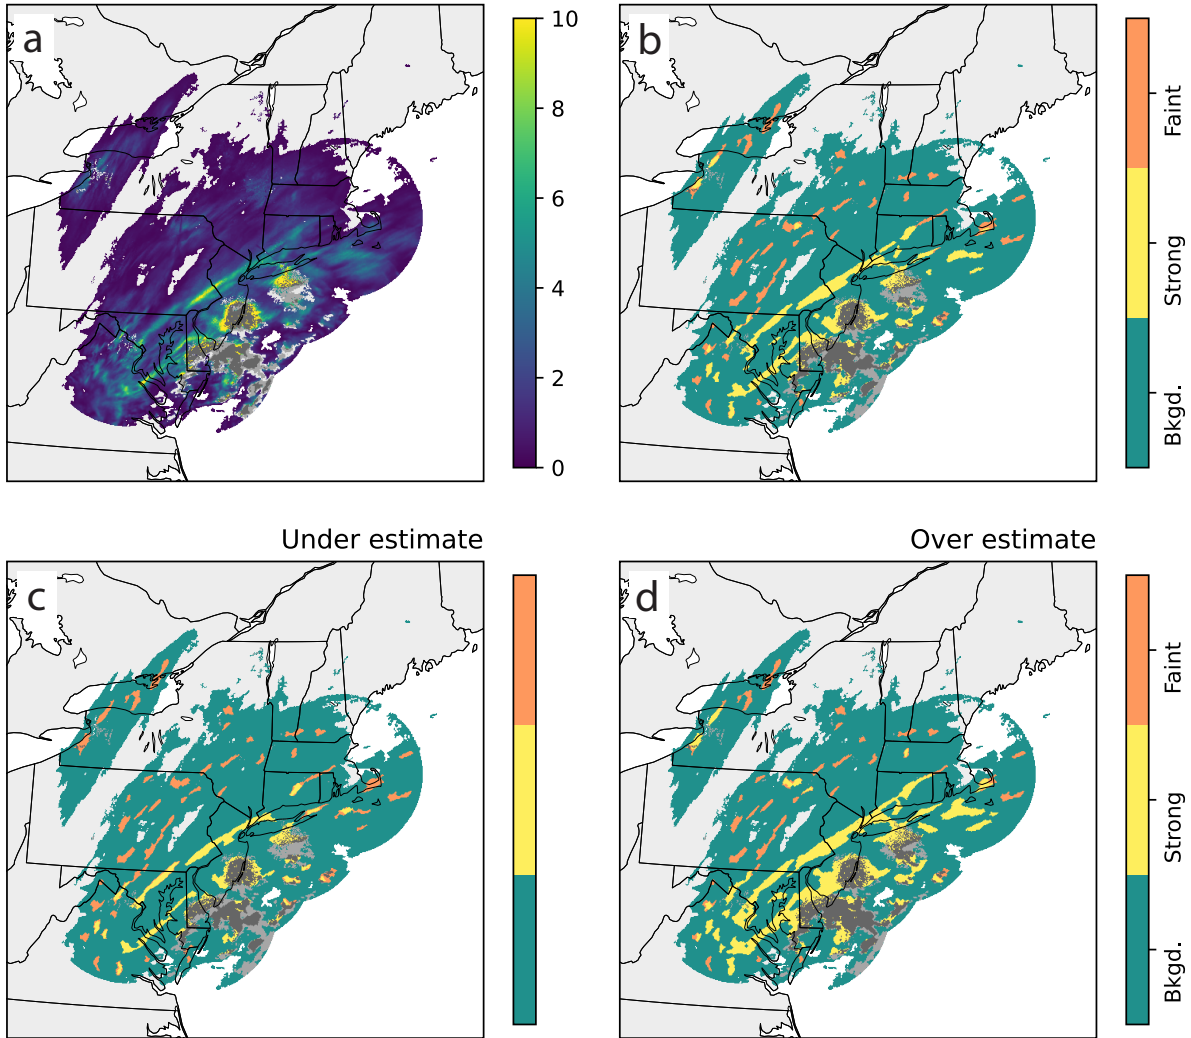 a
10
8
6
4
2
0
b
Faint
Strong
Bkgd.
Under estimate
c
Over estimate
d
Faint
Strong
Bkgd.